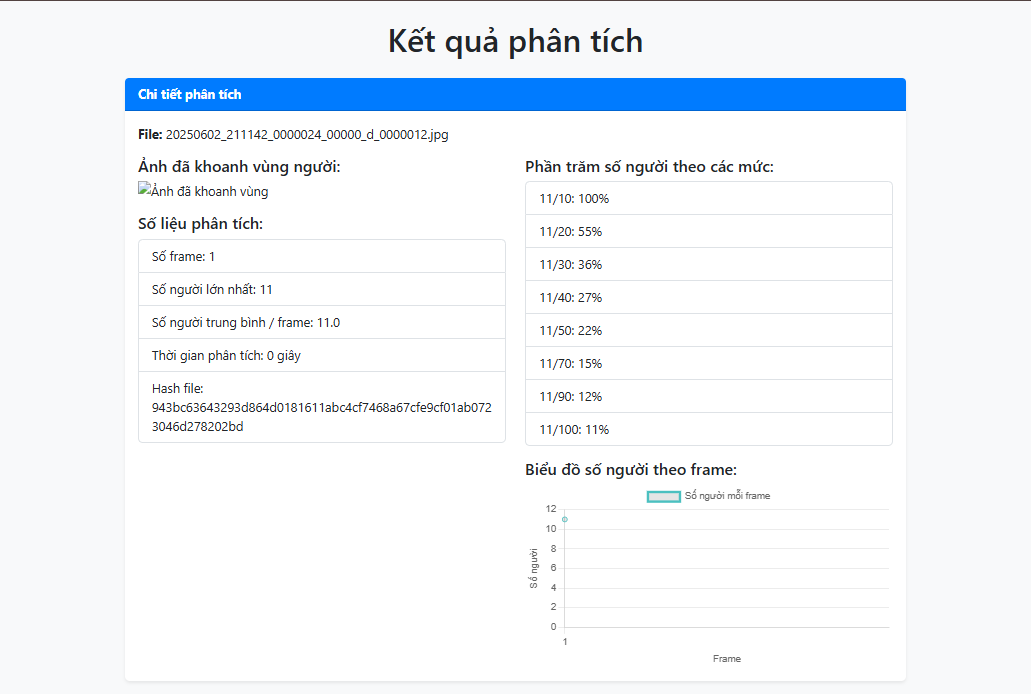 Kết quả phân tích
Chi tiết phân tích
File: 20250602_211142_0000024_00000_d_0000012.jpg
Ảnh đã khoanh vùng người:
Ảnh đã khoanh vùng
Số liệu phân tích:
Số frame: 1
Số người lớn nhất: 11
Số người trung bình / frame: 11.0
Thời gian phân tích: 0 giây
Hash file:
943bc63643293d864d0181611abc4cf7468a67cfe9cf01ab072
3046d278202bd
Phần trăm số người theo các mức:
11/10: 100%
11/20: 55%
11/30: 36%
11/40: 27%
11/50: 22%
11/70: 15%
11/90: 12%
11/100: 11%
Biểu đồ số người theo frame:
Số người mỗi frame
12
10
8
6
4
2
0
Số người
1
Frame